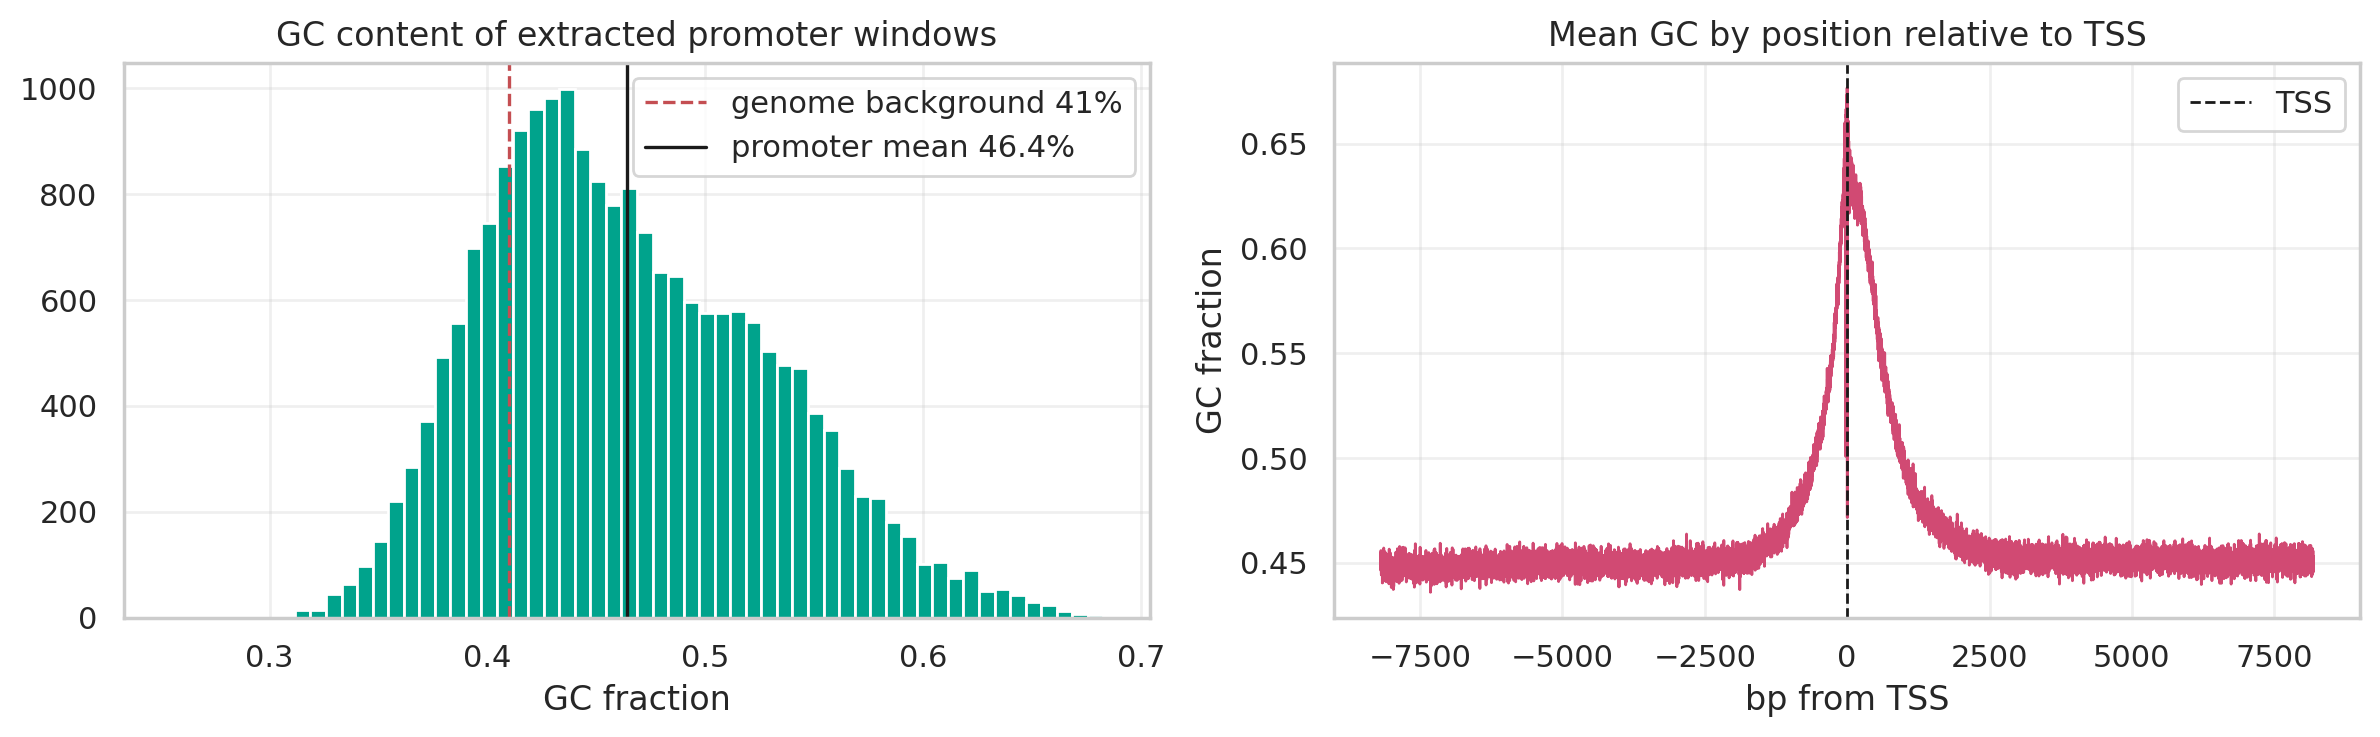 GC content of extracted promoter windows
1000
800
600
400
200
0
genome background 41%
promoter mean 46.4%
0.3
0.4
0.5
0.6
0.7
GC fraction
Mean GC by position relative to TSS
GC fraction
0.65
0.60
0.55
0.50
0.45
TSS
−7500
−5000
−2500
0
2500
5000
7500
bp from TSS